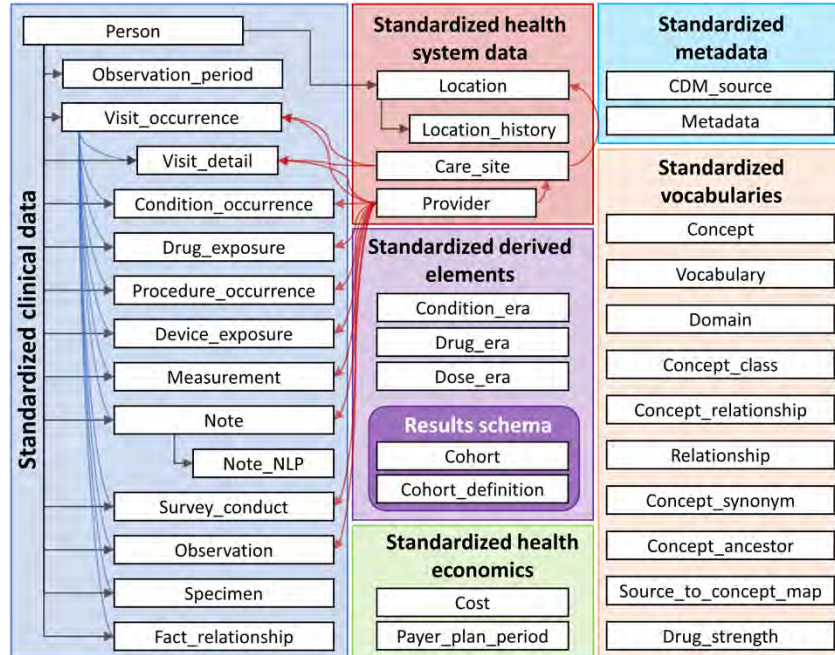 Standardized clinical data
Person
Observation_period
Visit_occurrence
Visit_detail
Condition_occurrence
Drug_exposure
Procedure_occurrence
Device_exposure
Measurement
Note
Note_NLP
Survey_conduct
Observation
Specimen
Fact_relationship
Standardized health
system data
Location
Location_history
Care_site
Provider
Standardized derived
elements
Condition_era
Drug_era
Dose_era
Results schema
Cohort
Cohort_definition
Standardized health
economics
Cost
Payer_plan_period
Standardized
metadata
CDM_source
Metadata
Standardized
vocabularies
Concept
Vocabulary
Domain
Concept_class
Concept_relationship
Relationship
Concept_synonym
Concept_ancestor
Source_to_concept_map
Drug_strength